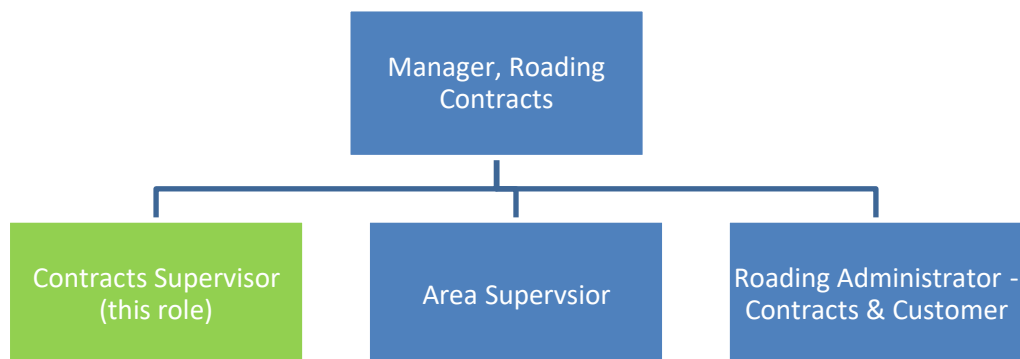 Manager, Roading
Contracts
Contracts Supervisor
(this role)
Area Supervsior
Roading Administrator -
Contracts & Customer